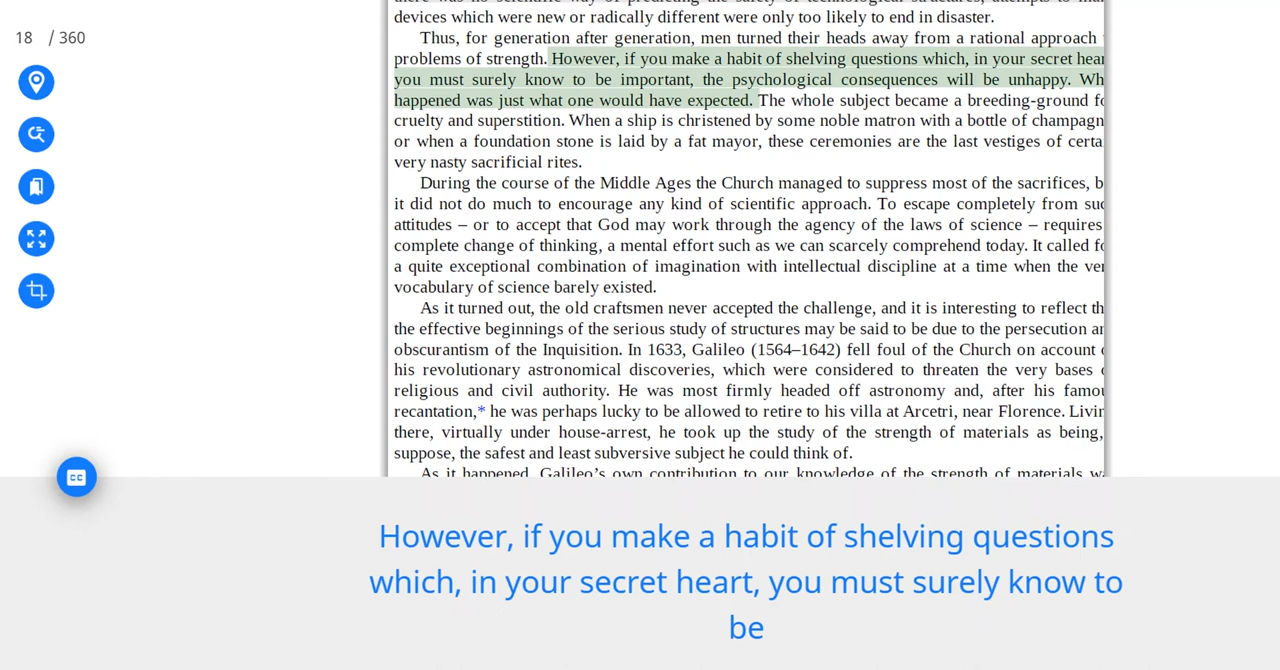 18 / 360
devices which were new or radically different were only too likely to end in disaster.
Thus, for generation after generation, men turned their heads away from a rational approach
problems of strength. However, if you make a habit of shelving questions which, in your secret hear
you must surely know to be important, the psychological consequences will be unhappy. Wh
happened was just what one would have expected. The whole subject became a breeding-ground fo
cruelty and superstition. When a ship is christened by some noble matron with a bottle of champagn
or when a foundation stone is laid by a fat mayor, these ceremonies are the last vestiges of certa
very nasty sacrificial rites.
During the course of the Middle Ages the Church managed to suppress most of the sacrifices, b
it did not do much to encourage any kind of scientific approach. To escape completely from suc
attitudes – or to accept that God may work through the agency of the laws of science – requires
complete change of thinking, a mental effort such as we can scarcely comprehend today. It called fo
a quite exceptional combination of imagination with intellectual discipline at a time when the ver
vocabulary of science barely existed.
As it turned out, the old craftsmen never accepted the challenge, and it is interesting to reflect th
the effective beginnings of the serious study of structures may be said to be due to the persecution an
obscurantism of the Inquisition. In 1633, Galileo (1564–1642) fell foul of the Church on account
his revolutionary astronomical discoveries, which were considered to threaten the very bases
religious and civil authority. He was most firmly headed off astronomy and, after his famou
recantation,* he was perhaps lucky to be allowed to retire to his villa at Arcetri, near Florence. Livin
there, virtually under house-arrest, he took up the study of the strength of materials as being,
suppose, the safest and least subversive subject he could think of.
As it happened, Galileo's own contribution to our knowledge of the strength of materials wa
CC
However, if you make a habit of shelving questions
which, in your secret heart, you must surely know to
be